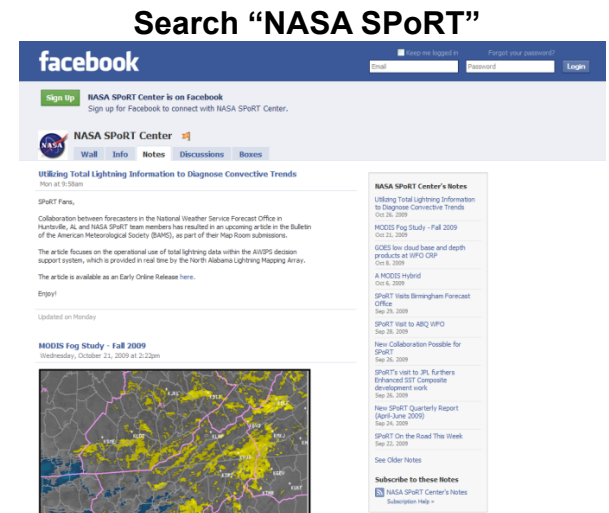 Search “NASA SPoRT”
facebook
Keep me logged in
Forgot your password?
Email
Password
Login
Sign Up
NASA SPoRT Center is on Facebook
Sign up for Facebook to connect with NASA SPoRT Center.
NASA
NASA SPoRT Center
Wall Info Notes Discussions Boxes
Utilizing Total Lightning Information to Diagnose Convective Trends
Mon at 9:58am
SPoRT Fans,
Collaboration between forecasters in the National Weather Service Forecast Office in
Huntsville, AL and NASA SPoRT team members has resulted in an upcoming article in the Bulletin
of the American Meteorological Society (BAMS), as part of their Map Room submissions.
The article focuses on the operational use of total lightning data within the AWIPS decision
support system, which is provided in real time by the North Alabama Lightning Mapping Array.
The article is available as an Early Online Release here.
Enjoy!
Updated on Monday
MODIS Fog Study - Fall 2009
Wednesday, October 21, 2009 at 2:22pm
NASA SPoRT Center's Notes
Utilizing Total Lightning Information
to Diagnose Convective Trends
Oct 26, 2009
MODIS Fog Study - Fall 2009
Oct 21, 2009
GOES low cloud base and depth
products at WFO CRP
Oct 8, 2009
A MODIS Hybrid
Oct 6, 2009
SPoRT Visits Birmingham Forecast
Office
Sep 29, 2009
SPoRT Visit to ABQ WFO
Sep 28, 2009
New Collaboration Possible for
SPoRT
Sep 26, 2009
SPoRT's visit to JPL furthers
Enhanced SST Composite
development work
Sep 26, 2009
New SPoRT Quarterly Report
(April-June 2009)
Sep 24, 2009
SPoRT On the Road This Week
Sep 22, 2009
See Older Notes
Subscribe to these Notes
NASA SPoRT Center's Notes
Subscription Help »